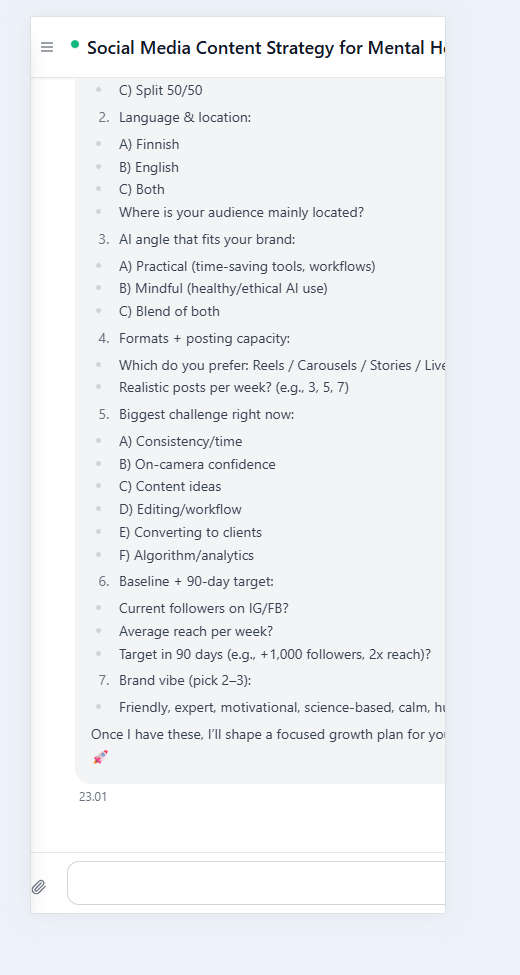 Social Media Content Strategy for Mental
C) Split 50/50
2. Language & location:
A) Finnish
B) English
C) Both
Where is your audience mainly located?
3. AI angle that fits your brand:
A) Practical (time-saving tools, workflows)
B) Mindful (healthy/ethical AI use)
C) Blend of both
4. Formats + posting capacity:
Which do you prefer: Reels / Carousels / Stories / Live
Realistic posts per week? (e.g., 3, 5, 7)
5. Biggest challenge right now:
A) Consistency/time
B) On-camera confidence
C) Content ideas
D) Editing/workflow
E) Converting to clients
F) Algorithm/analytics
6. Baseline + 90-day target:
Current followers on IG/FB?
Average reach per week?
Target in 90 days (e.g., +1,000 followers, 2x reach)?
7. Brand vibe (pick 2–3):
Friendly, expert, motivational, science-based, calm,
Once I have these, I'll shape a focused growth plan for
🚀
23.01